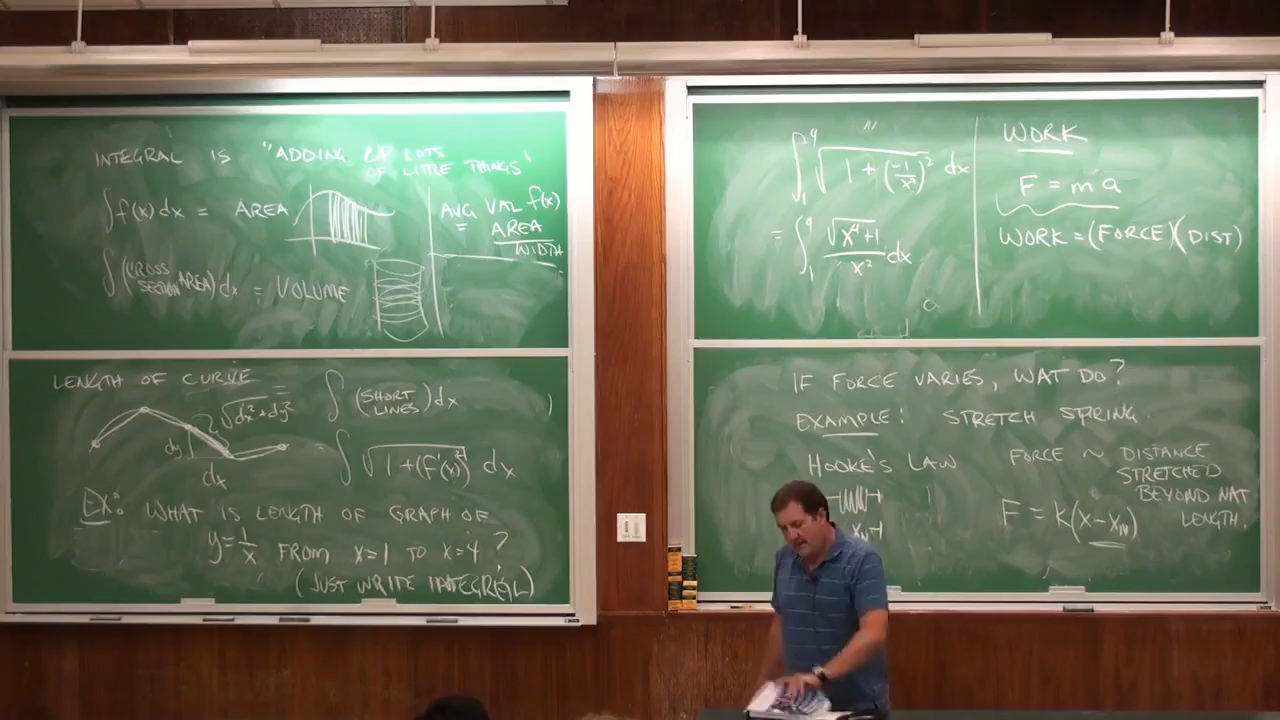 INTEGRAL IS "ADDING UP LOTS
OF LITTLE THINGS"
∫f(x)dx = AREA
AVG VAL f(x)
= AREA
WIDTH
∫(CROSS
SECTION AREA)dx = VOLUME
LENGTH OF CURVE =
√dx²+dy²
dy
dx
∫(SHORT
LINES)dx
∫√1+(f'(x))² dx
EX: WHAT IS LENGTH OF GRAPH OF
y=1/x FROM x=1 TO x=4?
(JUST WRITE INTEGRAL)
∫₁⁴ √1+(-1/x²)² dx
= ∫₁⁴ √x⁴+1/x² dx
WORK
F = ma
WORK = (FORCE)(DIST)
IF FORCE VARIES, WAT DO?
EXAMPLE: STRETCH SPRING.
HOOKE'S LAW
FORCE ~ DISTANCE
STRETCHED
BEYOND NAT
LENGTH.
F = k(x-x_N)